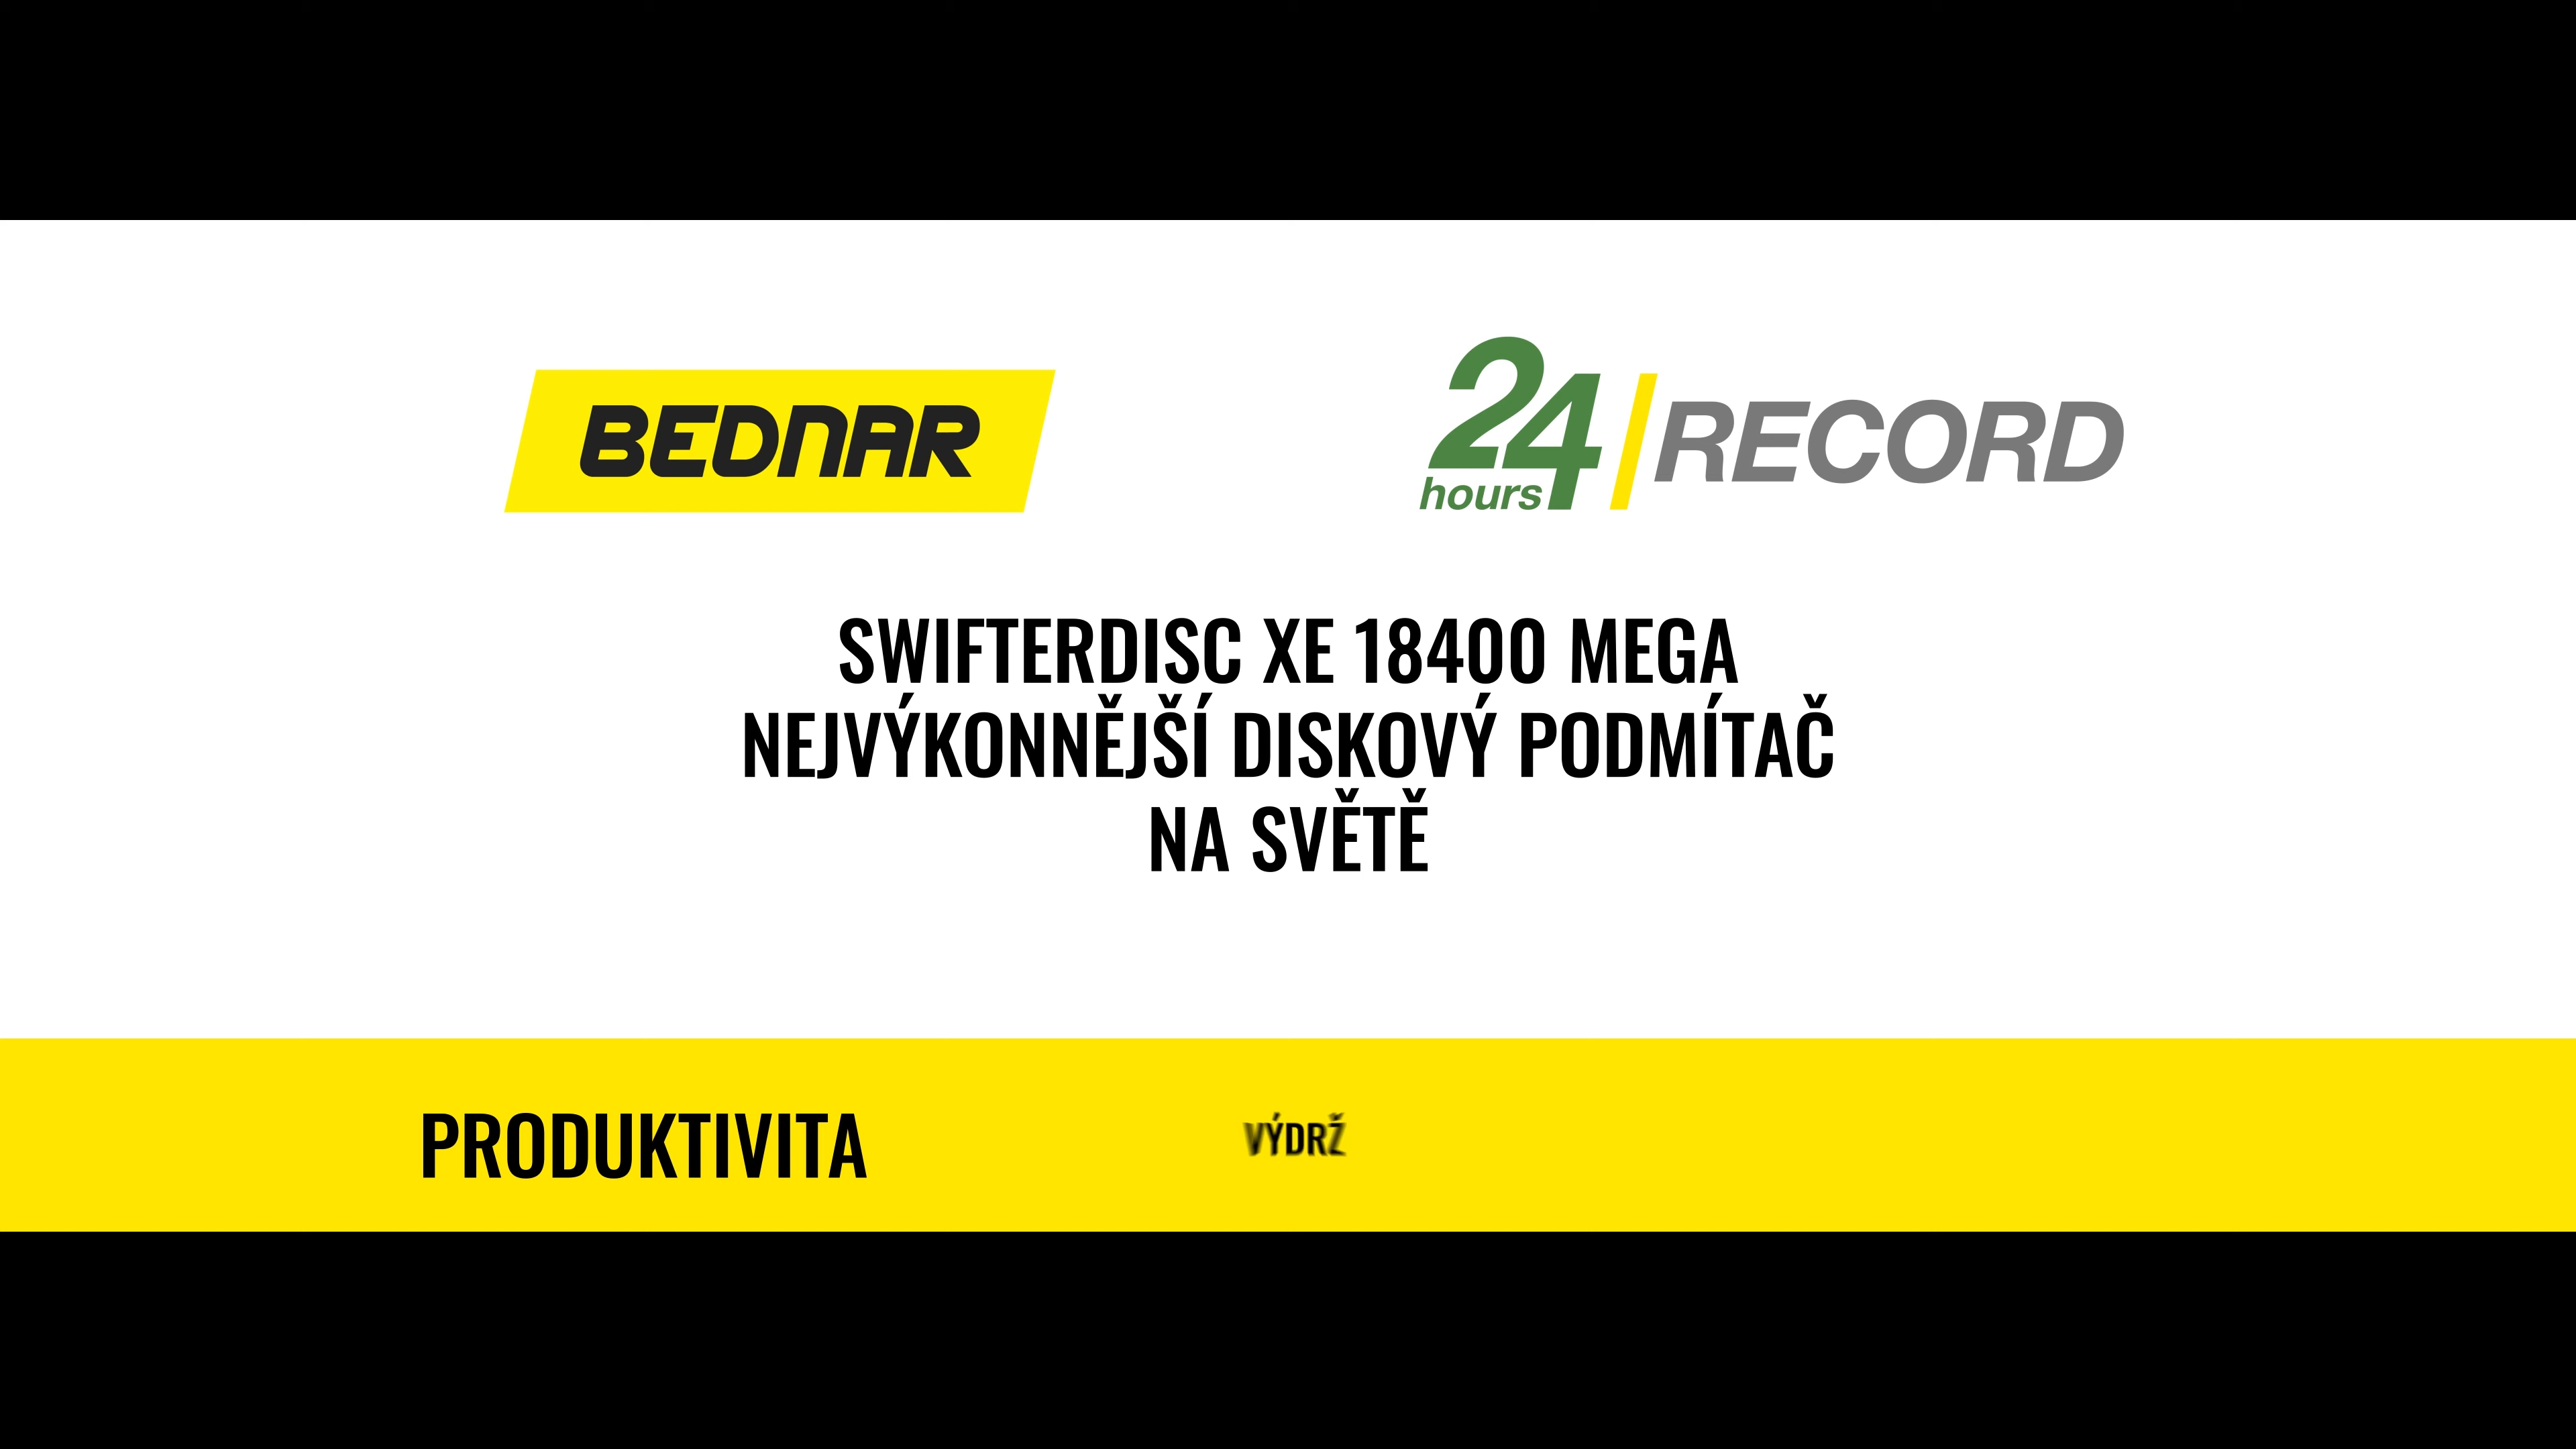 BEDNAR
24 hours RECORD
SWIFTERDISC XE 18400 MEGA
NEJVÝKONNĚJŠÍ DISKOVÝ PODMÍTAČ
NA SVĚTĚ
PRODUKTIVITA VÝDRŽ